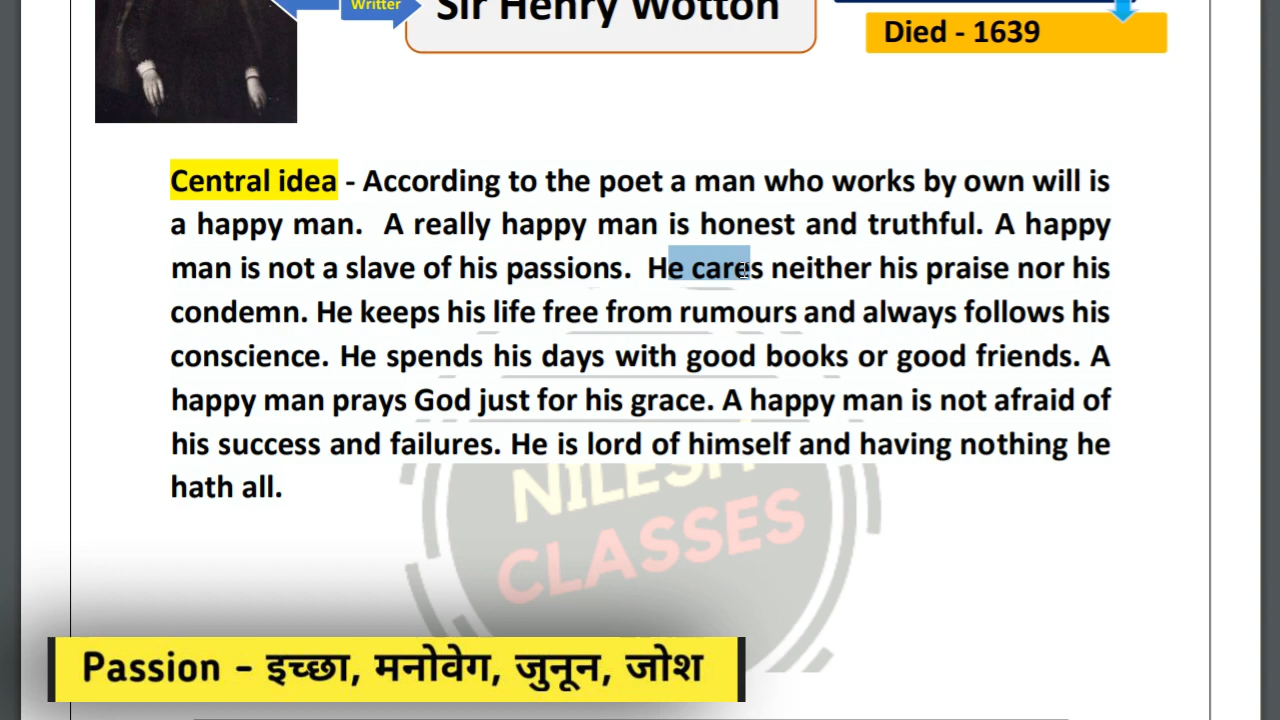 Writter
Sir Henry Wotton
Died - 1639
Central idea - According to the poet a man who works by own will is
a happy man. A really happy man is honest and truthful. A happy
man is not a slave of his passions. He cares neither his praise nor his
condemn. He keeps his life free from rumours and always follows his
conscience. He spends his days with good books or good friends. A
happy man prays God just for his grace. A happy man is not afraid of
his success and failures. He is lord of himself and having nothing he
hath all.
CLASSES
Passion - इच्छा, मनोवेग, जुनून, जोश